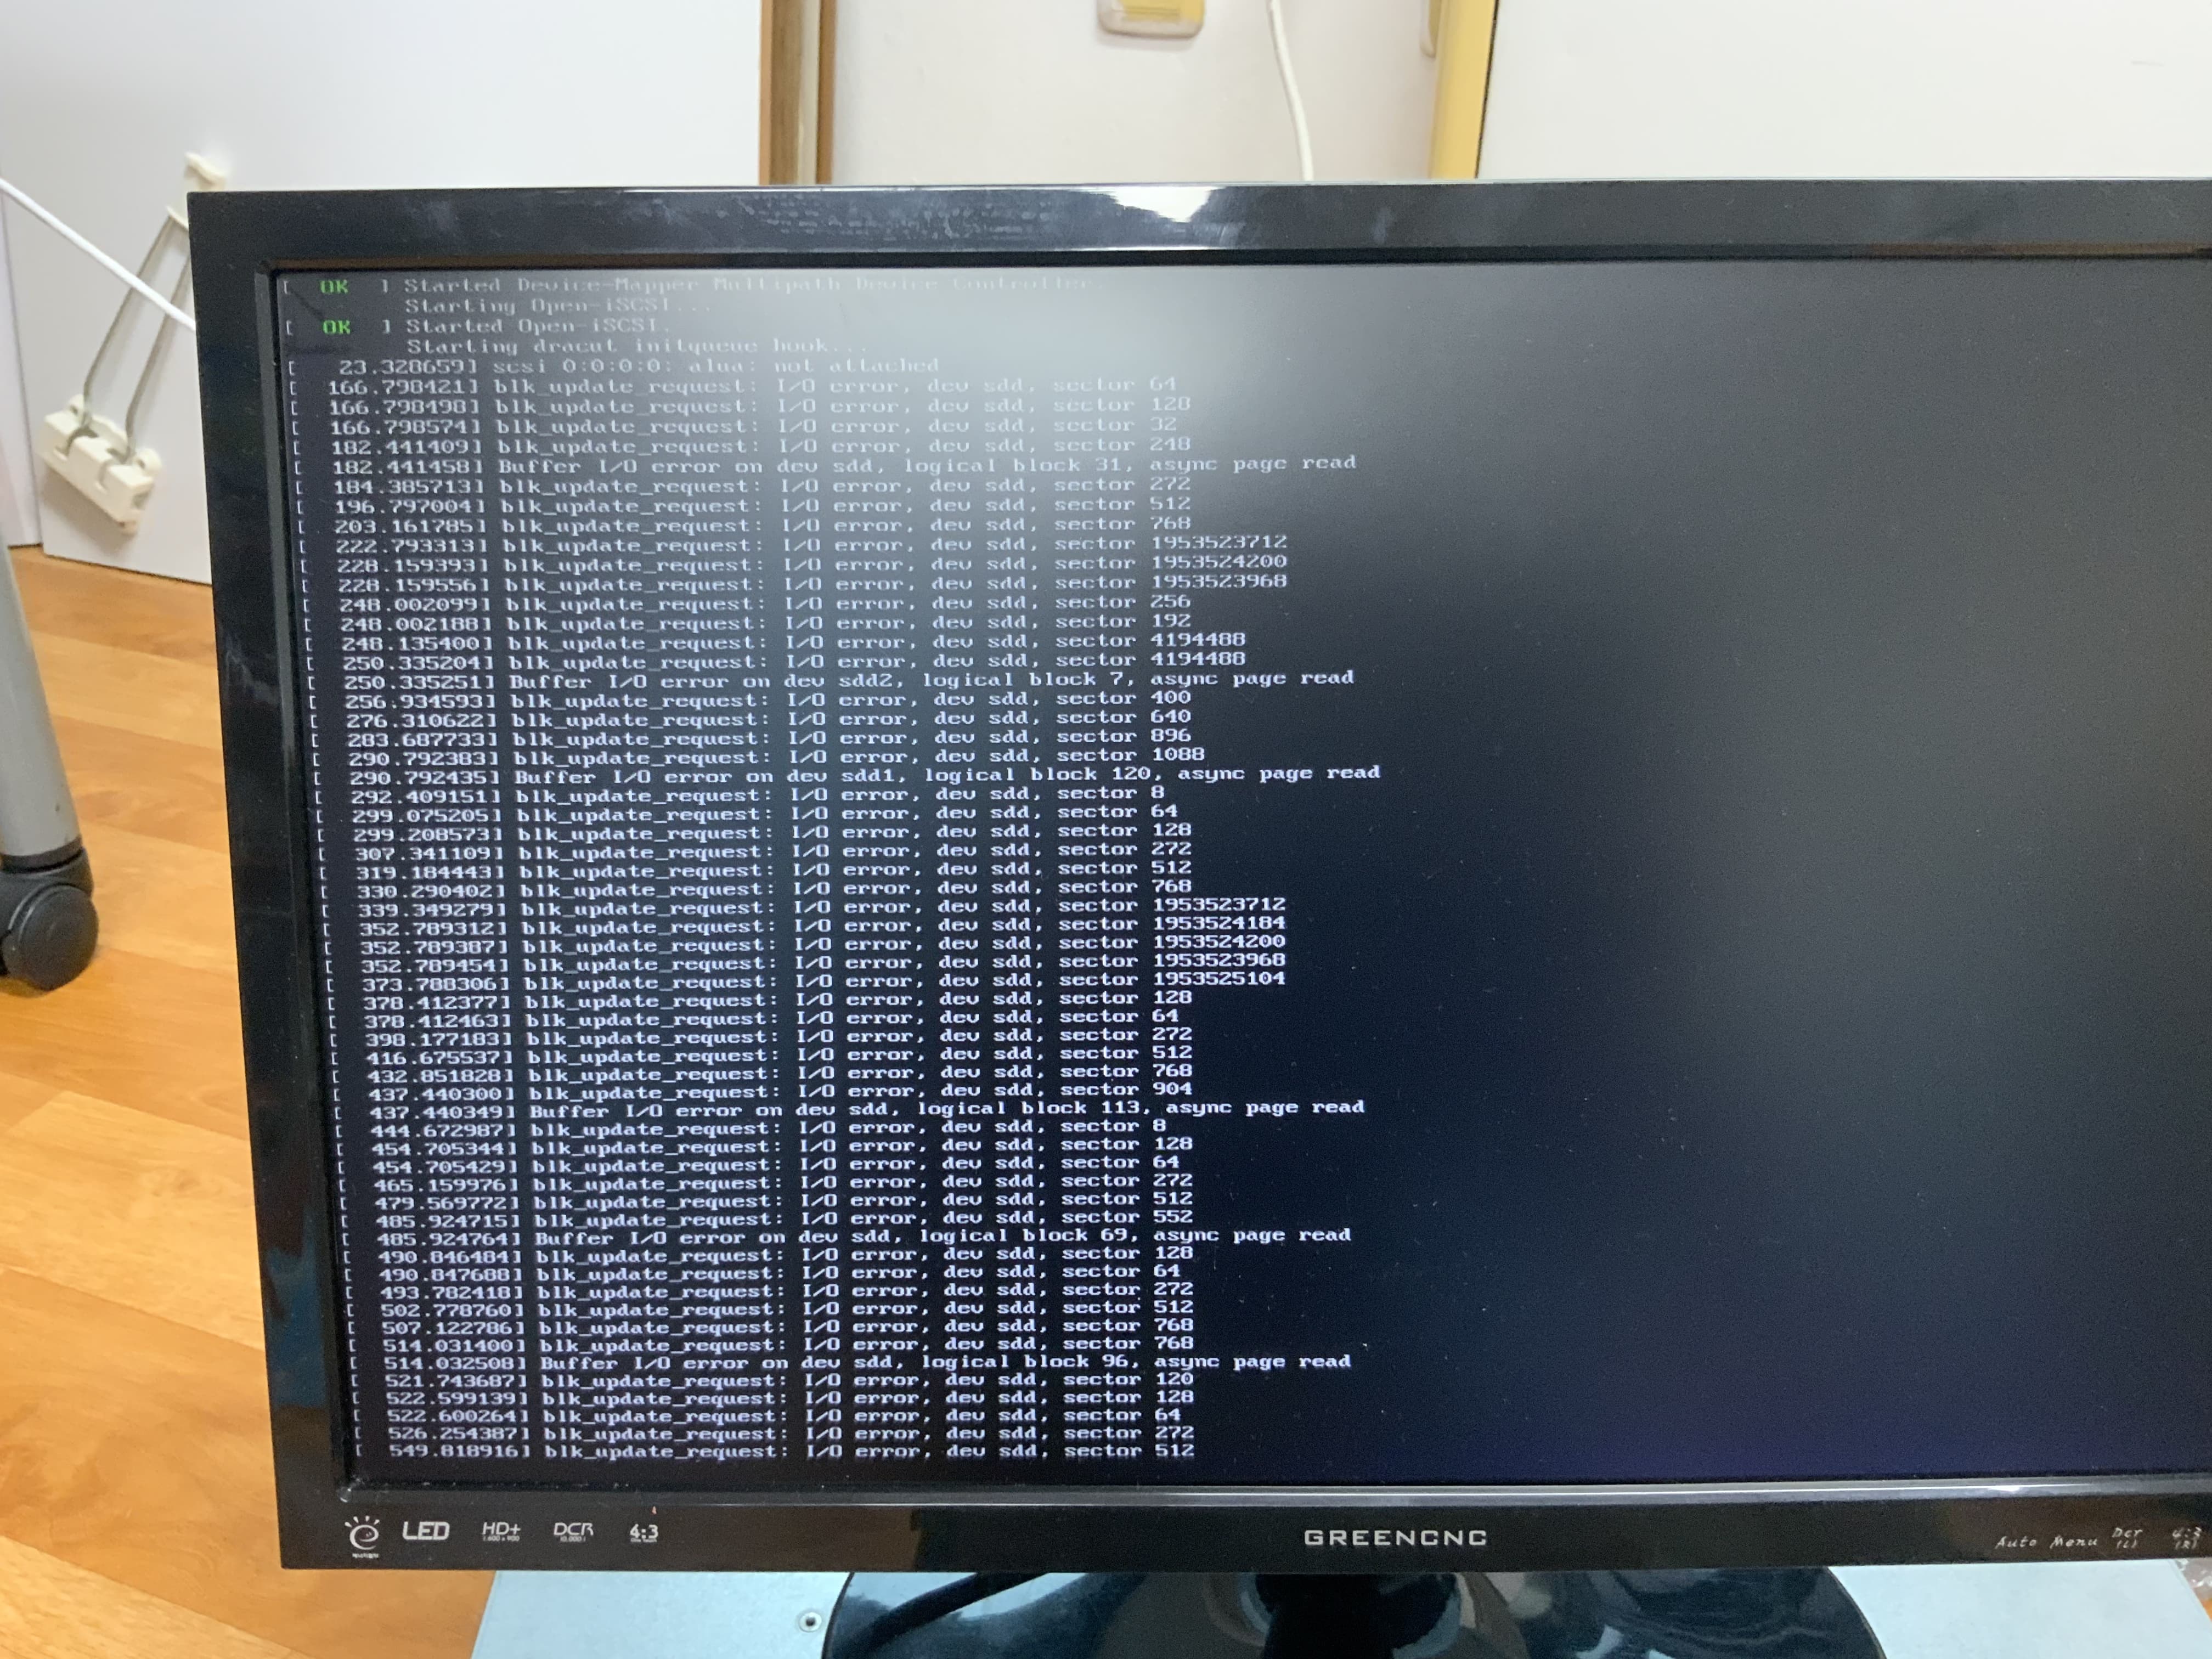 [ OK ] Started Device-Mapper Multipath Device Controller.
Starting Open-iSCSI...
[ OK ] Started Open-iSCSI.
Starting dracut initqueue hook...
[ 23.328659] scsi 0:0:0:0: alua: not attached
[ 166.798421] blk_update_request: I/O error, dev sdd, sector 64
[ 166.798498] blk_update_request: I/O error, dev sdd, sector 128
[ 166.798574] blk_update_request: I/O error, dev sdd, sector 32
[ 182.441409] blk_update_request: I/O error, dev sdd, sector 248
[ 182.441458] Buffer I/O error on dev sdd, logical block 31, async page read
[ 184.385713] blk_update_request: I/O error, dev sdd, sector 272
[ 196.797004] blk_update_request: I/O error, dev sdd, sector 512
[ 203.161785] blk_update_request: I/O error, dev sdd, sector 768
[ 222.793313] blk_update_request: I/O error, dev sdd, sector 1953523712
[ 228.159393] blk_update_request: I/O error, dev sdd, sector 1953524200
[ 228.159556] blk_update_request: I/O error, dev sdd, sector 1953523968
[ 248.002099] blk_update_request: I/O error, dev sdd, sector 256
[ 248.002188] blk_update_request: I/O error, dev sdd, sector 192
[ 248.135400] blk_update_request: I/O error, dev sdd, sector 4194488
[ 250.335204] blk_update_request: I/O error, dev sdd, sector 4194488
[ 250.335251] Buffer I/O error on dev sdd2, logical block 7, async page read
[ 256.934593] blk_update_request: I/O error, dev sdd, sector 400
[ 276.310622] blk_update_request: I/O error, dev sdd, sector 640
[ 283.687733] blk_update_request: I/O error, dev sdd, sector 896
[ 290.792383] blk_update_request: I/O error, dev sdd, sector 1088
[ 290.792435] Buffer I/O error on dev sdd1, logical block 120, async page read
[ 292.409151] blk_update_request: I/O error, dev sdd, sector 8
[ 299.075205] blk_update_request: I/O error, dev sdd, sector 64
[ 299.208573] blk_update_request: I/O error, dev sdd, sector 128
[ 307.341109] blk_update_request: I/O error, dev sdd, sector 272
[ 319.184443] blk_update_request: I/O error, dev sdd, sector 512
[ 330.290402] blk_update_request: I/O error, dev sdd, sector 768
[ 339.349279] blk_update_request: I/O error, dev sdd, sector 1953523712
[ 352.789312] blk_update_request: I/O error, dev sdd, sector 1953524184
[ 352.789387] blk_update_request: I/O error, dev sdd, sector 1953524200
[ 352.789454] blk_update_request: I/O error, dev sdd, sector 1953523968
[ 373.788306] blk_update_request: I/O error, dev sdd, sector 1953525104
[ 378.412377] blk_update_request: I/O error, dev sdd, sector 128
[ 378.412463] blk_update_request: I/O error, dev sdd, sector 64
[ 398.177183] blk_update_request: I/O error, dev sdd, sector 272
[ 416.675537] blk_update_request: I/O error, dev sdd, sector 512
[ 432.851828] blk_update_request: I/O error, dev sdd, sector 768
[ 437.440300] blk_update_request: I/O error, dev sdd, sector 904
[ 437.440349] Buffer I/O error on dev sdd, logical block 113, async page read
[ 444.672987] blk_update_request: I/O error, dev sdd, sector 8
[ 454.705344] blk_update_request: I/O error, dev sdd, sector 128
[ 454.705429] blk_update_request: I/O error, dev sdd, sector 64
[ 465.159976] blk_update_request: I/O error, dev sdd, sector 272
[ 479.569772] blk_update_request: I/O error, dev sdd, sector 512
[ 485.924715] blk_update_request: I/O error, dev sdd, sector 552
[ 485.924764] Buffer I/O error on dev sdd, logical block 69, async page read
[ 490.846484] blk_update_request: I/O error, dev sdd, sector 128
[ 490.847688] blk_update_request: I/O error, dev sdd, sector 64
[ 493.782418] blk_update_request: I/O error, dev sdd, sector 272
[ 502.778760] blk_update_request: I/O error, dev sdd, sector 512
[ 507.122786] blk_update_request: I/O error, dev sdd, sector 768
[ 514.031400] blk_update_request: I/O error, dev sdd, sector 768
[ 514.032508] Buffer I/O error on dev sdd, logical block 96, async page read
[ 521.743687] blk_update_request: I/O error, dev sdd, sector 120
[ 522.599139] blk_update_request: I/O error, dev sdd, sector 128
[ 522.600264] blk_update_request: I/O error, dev sdd, sector 64
[ 526.254387] blk_update_request: I/O error, dev sdd, sector 272
[ 549.818916] blk_update_request: I/O error, dev sdd, sector 512
LED HD+ DCR 4:3
GREENCNC
Auto Menu DCR 4:3